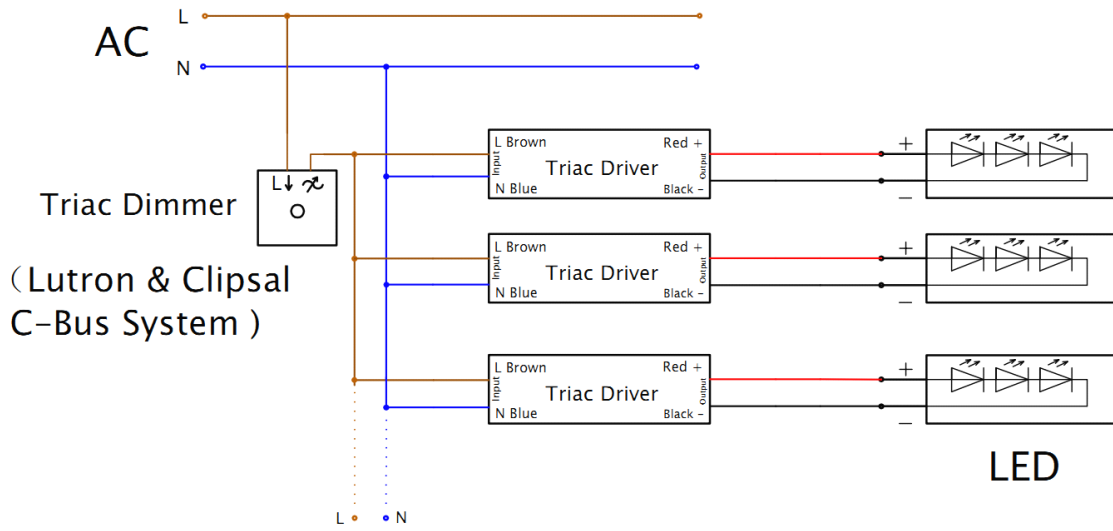 L
AC
N
L Brown
Input
N Blue
Triac Driver
Red +
Output
Black -
+
−
L
Triac Dimmer
（Lutron & Clipsal
C-Bus System )
L Brown
Input
N Blue
Triac Driver
Red +
Output
Black -
+
−
L Brown
Input
N Blue
Triac Driver
Red +
Output
Black -
+
−
LED
L
N